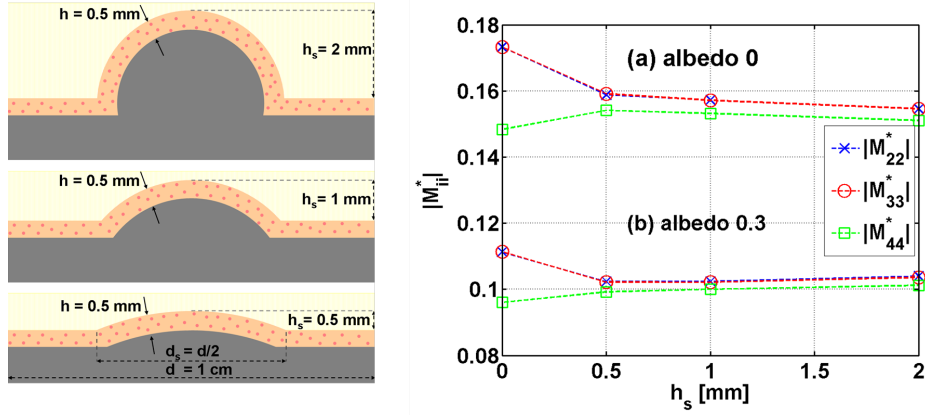 h = 0.5 mm
h_s = 2 mm
h = 0.5 mm
h_s = 1 mm
h = 0.5 mm
h_s = 0.5 mm
d_s = d/2
d = 1 cm
0.18
0.16
0.14
0.12
0.1
0.08
|M*_ii|
(a) albedo 0
(b) albedo 0.3
|M*_22|
|M*_33|
|M*_44|
0 0.5 1 1.5 2
h_s [mm]